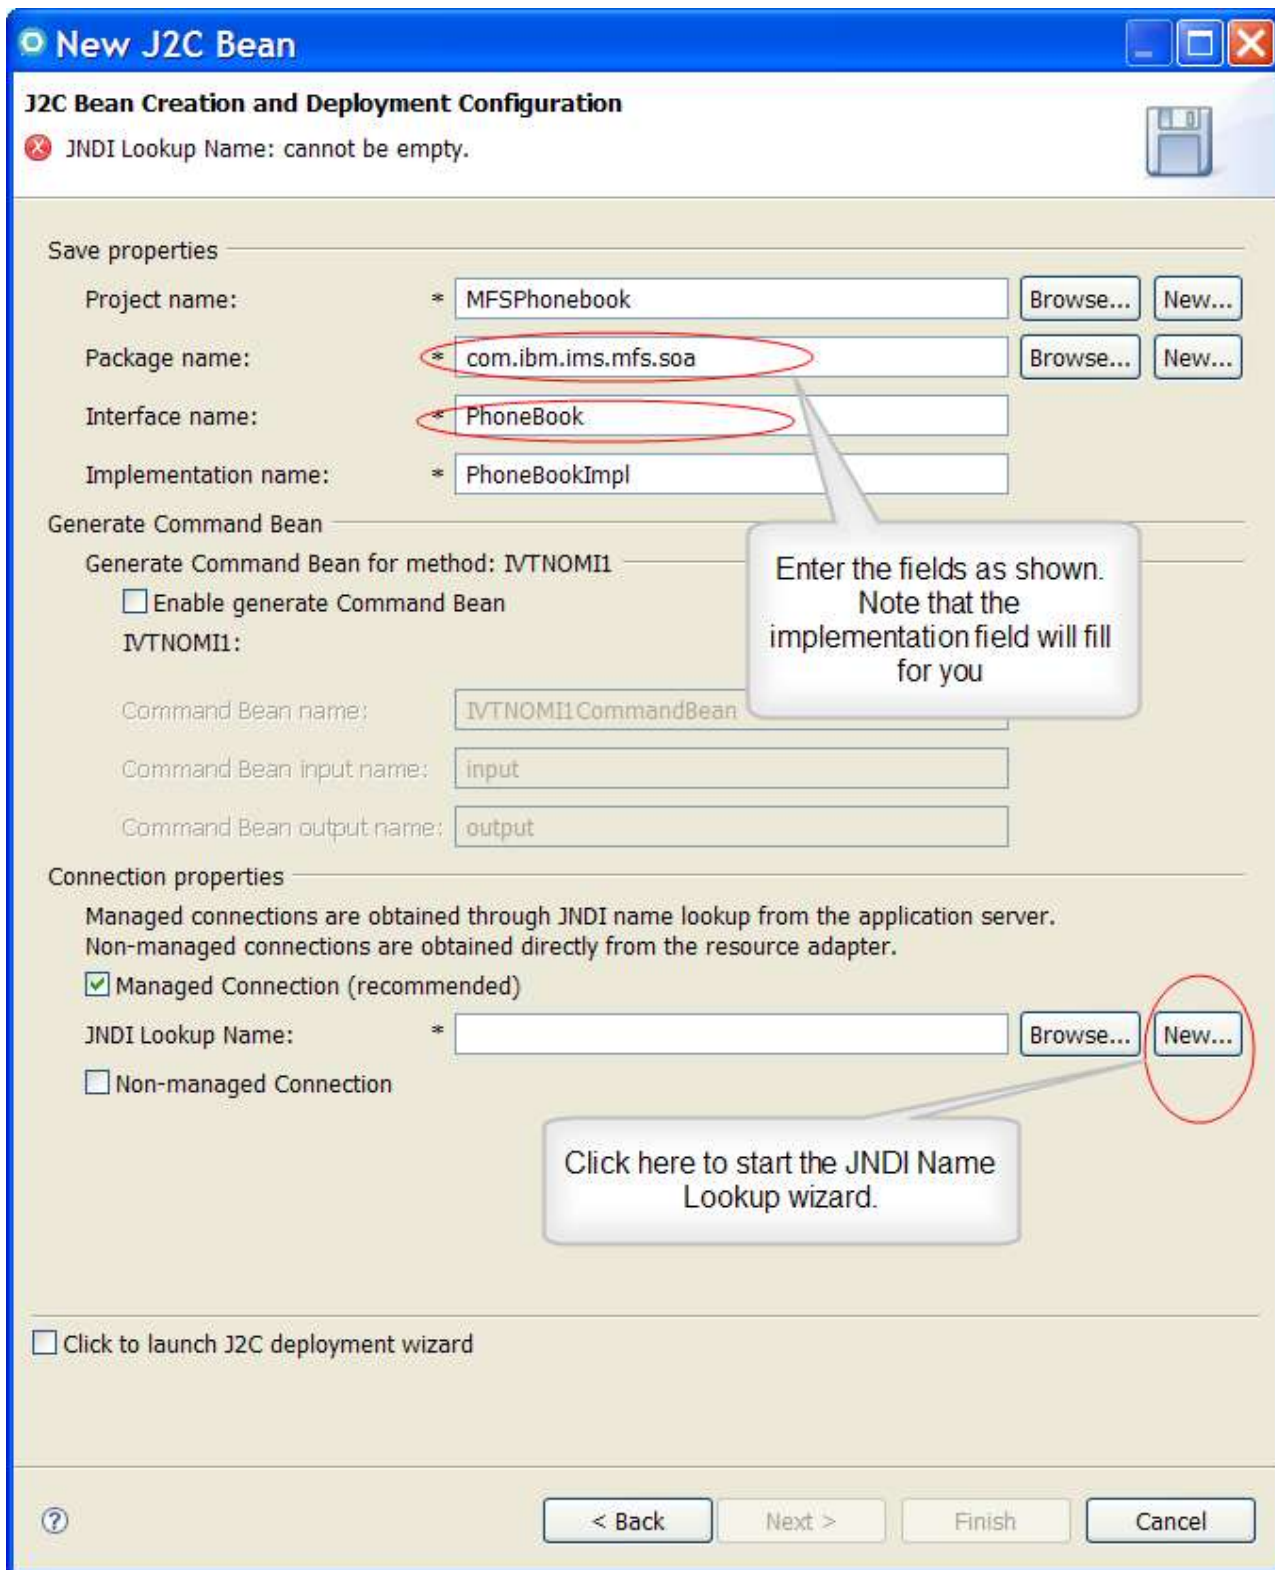 New J2C Bean
J2C Bean Creation and Deployment Configuration
JNDI Lookup Name: cannot be empty.
Save properties
Project name: * MFSPhonebook Browse... New...
Package name: * com.ibm.ims.mfs.soa Browse... New...
Interface name: * PhoneBook
Implementation name: * PhoneBookImpl
Generate Command Bean
Generate Command Bean for method: IVTNOMI1
Enable generate Command Bean
IVTNOMI1:
Enter the fields as shown.
Note that the
implementation field will fill
for you
Command Bean name: IVTNOMI1CommandBean
Command Bean input name: input
Command Bean output name: output
Connection properties
Managed connections are obtained through JNDI name lookup from the application server.
Non-managed connections are obtained directly from the resource adapter.
Managed Connection (recommended)
JNDI Lookup Name: * Browse... New...
Non-managed Connection
Click here to start the JNDI Name
Lookup wizard.
Click to launch J2C deployment wizard
? < Back Next > Finish Cancel